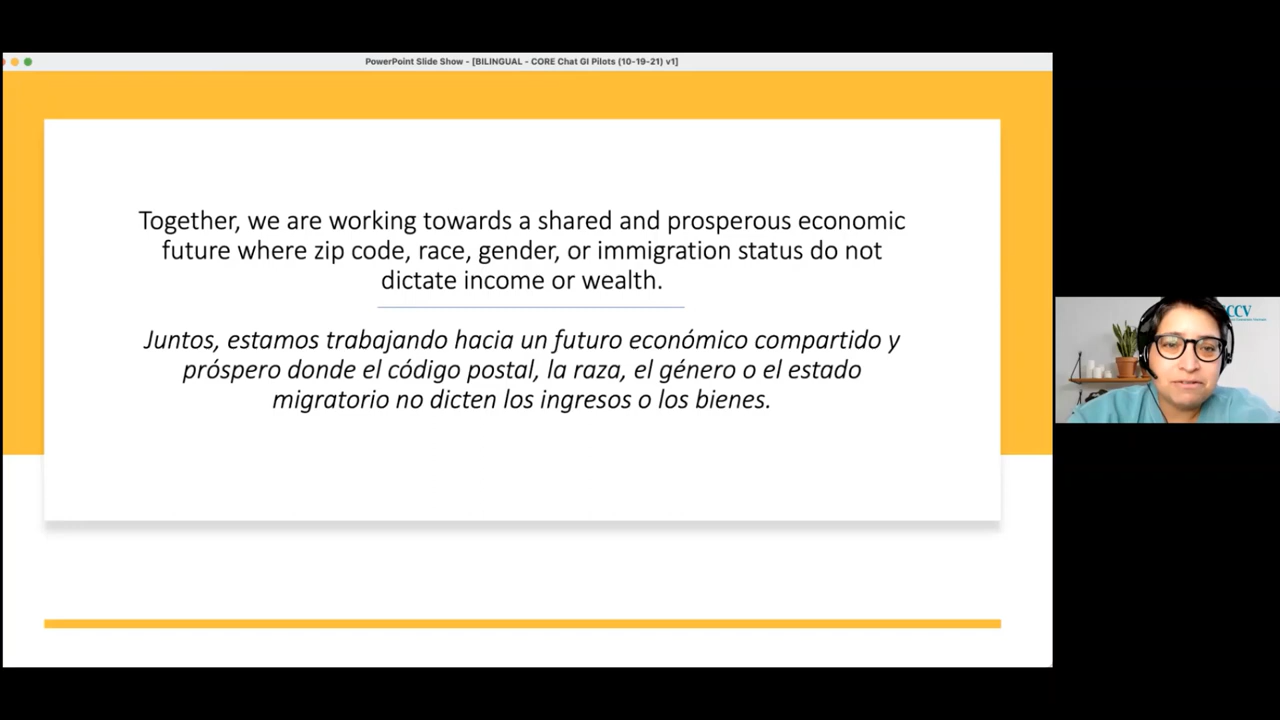 PowerPoint Slide Show - [BILINGUAL - CORE Chat GI Pilots (10-19-21) v1]
Together, we are working towards a shared and prosperous economic
future where zip code, race, gender, or immigration status do not
dictate income or wealth.
Juntos, estamos trabajando hacia un futuro económico compartido y
próspero donde el código postal, la raza, el género o el estado
migratorio no dicten los ingresos o los bienes.